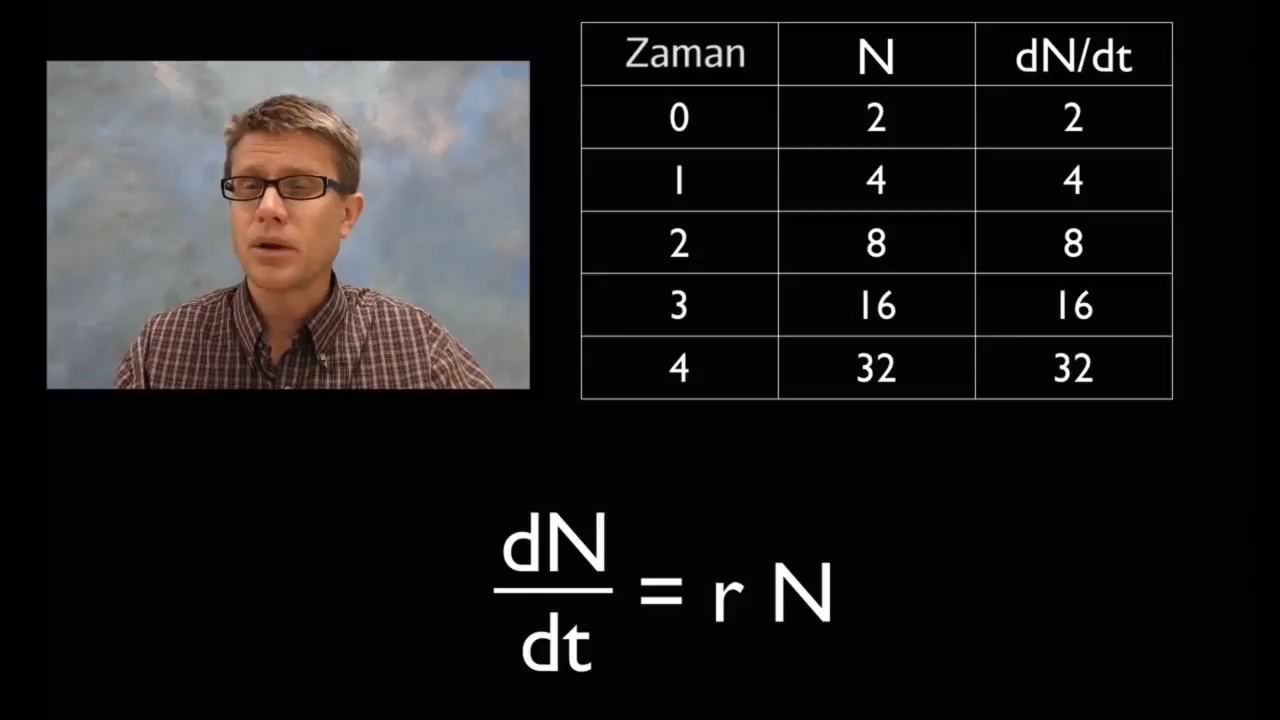 Zaman N dN/dt
0 2 2
1 4 4
2 8 8
3 16 16
4 32 32
dN
dt
= r N